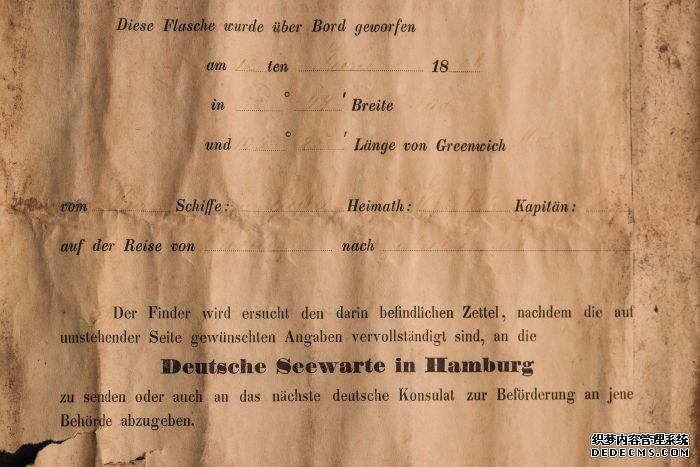 Diese Flasche wurde über Bord geworfen
am ten 18
in ° ' Breite
und ° ' Länge von Greenwich
vom Schiffe: Heimath: Kapitän:
auf der Reise von nach
Der Finder wird ersucht den darin befindlichen Zettel, nachdem die auf
umstehender Seite gewünschten Angaben vervollständigt sind, an die
Deutsche Seewarte in Hamburg
zu senden oder auch an das nächste deutsche Konsulat zur Beförderung an jene
Behörde abzugeben.
织梦内容管理系统
DEDECMS.COM